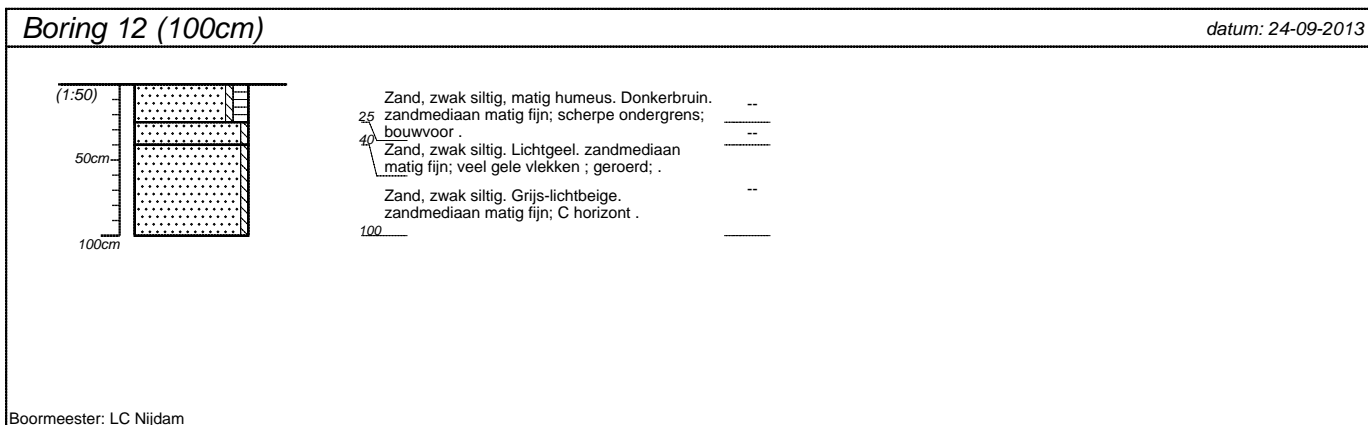 Boring 12 (100cm)
datum: 24-09-2013
(1:50)
50cm
100cm
Zand, zwak siltig, matig humeus. Donkerbruin.
25 zandmediaan matig fijn; scherpe ondergrens;
bouwvoor .
--
40
Zand, zwak siltig. Lichtgeel. zandmediaan
matig fijn; veel gele vlekken ; geroerd; .
--
Zand, zwak siltig. Grijs-lichtbeige.
zandmediaan matig fijn; C horizont .
--
100
Boormeester: LC Nijdam